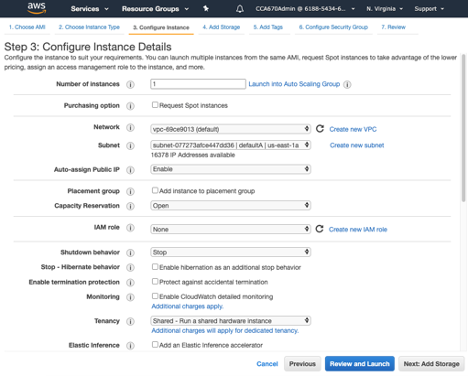 aws Services Resource Groups CCA670Admin @ 6188-5434-6... N. Virginia Support
1. Choose AMI 2. Choose Instance Type 3. Configure Instance 4. Add Storage 5. Add Tags 6. Configure Security Group 7. Review
Step 3: Configure Instance Details
Configure the instance to suit your requirements. You can launch multiple instances from the same AMI, request Spot instances to take advantage of the lower
pricing, assign an access management role to the instance, and more.
Number of instances i 1 Launch into Auto Scaling Group i
Purchasing option i Request Spot instances
Network i vpc-69ce9013 (default) Create new VPC
Subnet i subnet-077273afce447dd36 | defaultA | us-east-1a Create new subnet
16378 IP Addresses available
Auto-assign Public IP i Enable
Placement group i Add instance to placement group
Capacity Reservation i Open
IAM role i None Create new IAM role
Shutdown behavior i Stop
Stop - Hibernate behavior i Enable hibernation as an additional stop behavior
Enable termination protection i Protect against accidental termination
Monitoring i Enable CloudWatch detailed monitoring
Additional charges apply.
Tenancy i Shared - Run a shared hardware instance
Additional charges will apply for dedicated tenancy.
Elastic Inference i Add an Elastic Inference accelerator
Cancel Previous Review and Launch Next: Add Storage